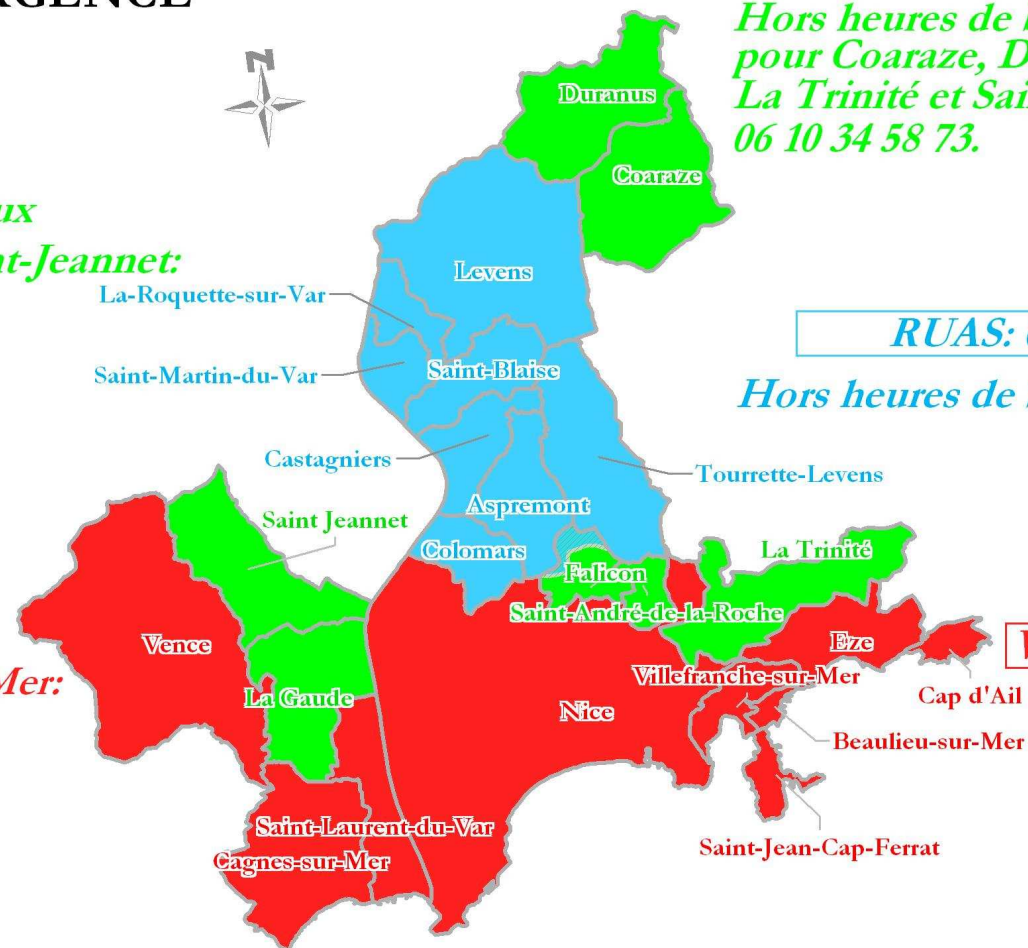 Hors heures de
pour Coaraze,
La Trinité et
06 10 34 58 73.
N
Duranus
Coaraze
-Jeannet:
Levens
La-Roquette-sur-Var
RUAS:
Saint-Martin-du-Var
Saint-Blaise
Hors heures de
Castagniers
Tourrette-Levens
Aspremont
Saint Jeannet
Colomars
La Trinité
Falicon
Saint-André-de-la-Roche
Vence
Eze
Villefranche-sur-Mer
Mer:
La Gaude
Cap d'Ail
Nice
Beaulieu-sur-Mer
Saint-Laurent-du-Var
Saint-Jean-Cap-Ferrat
Cagnes-sur-Mer